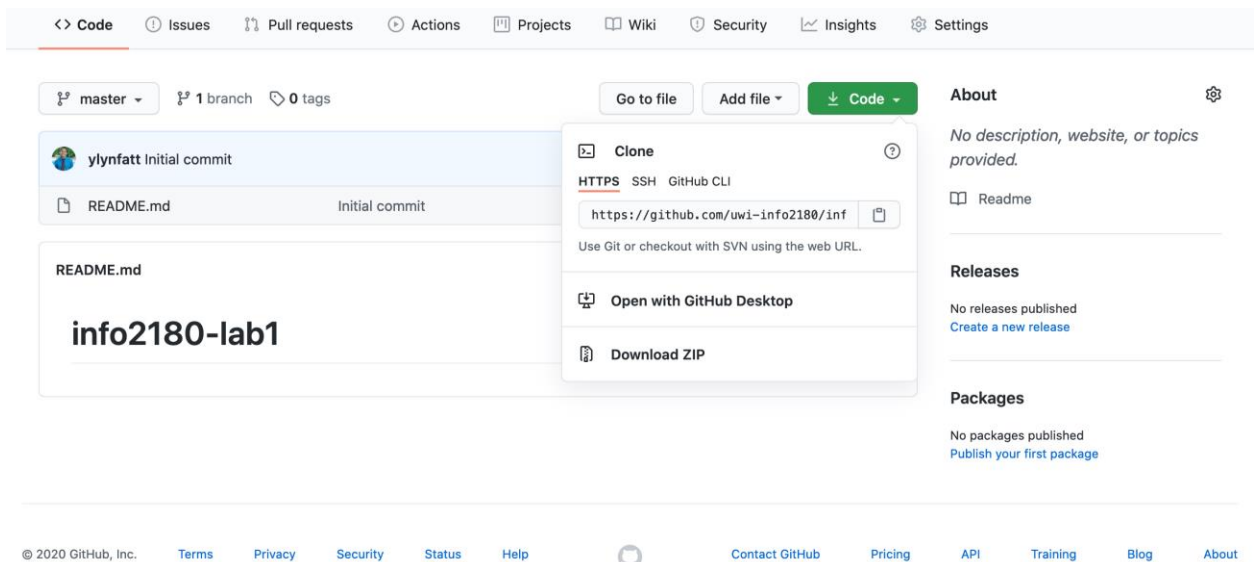 <> Code Issues Pull requests Actions Projects Wiki Security Insights Settings
master 1 branch 0 tags Go to file Add file Code
ylynfatt Initial commit
README.md Initial commit
README.md
info2180-lab1
Clone
HTTPS SSH GitHub CLI
https://github.com/uwi-info2180/inf
Use Git or checkout with SVN using the web URL.
Open with GitHub Desktop
Download ZIP
About
No description, website, or topics
provided.
Readme
Releases
No releases published
Create a new release
Packages
No packages published
Publish your first package
© 2020 GitHub, Inc. Terms Privacy Security Status Help Contact GitHub Pricing API Training Blog About